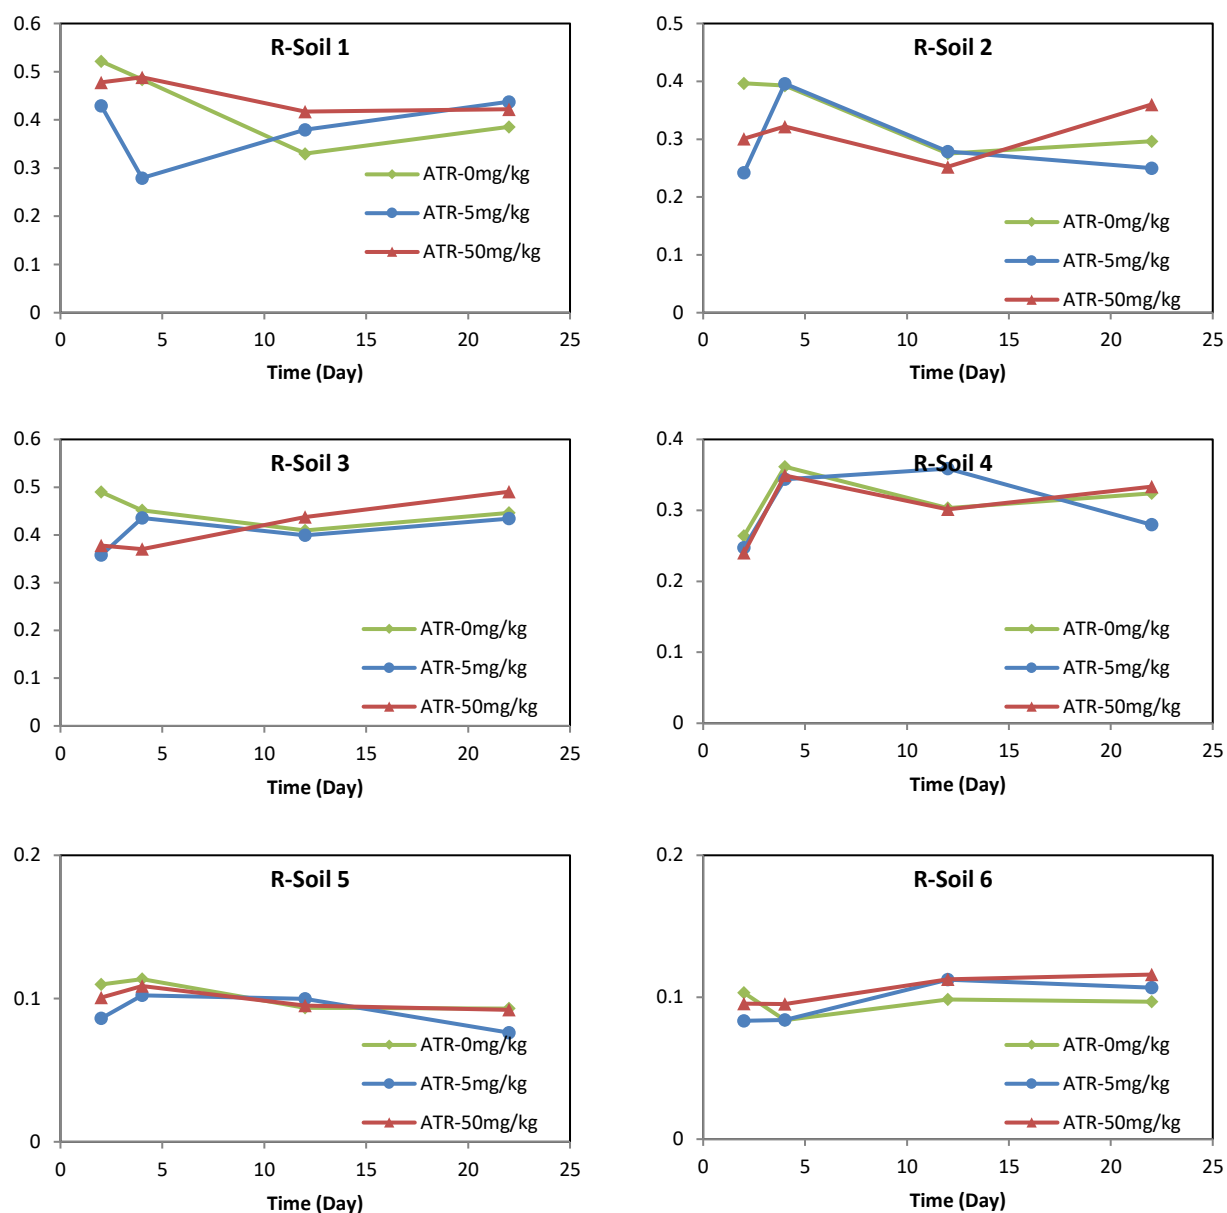 R-Soil 1
0.6
0.5
0.4
0.3
0.2
0.1
0
0 5 10 15 20 25
Time (Day)
ATR-0mg/kg
ATR-5mg/kg
ATR-50mg/kg
R-Soil 2
0.5
0.4
0.3
0.2
0.1
0
0 5 10 15 20 25
Time (Day)
ATR-0mg/kg
ATR-5mg/kg
ATR-50mg/kg
R-Soil 3
0.6
0.5
0.4
0.3
0.2
0.1
0
0 5 10 15 20 25
Time (Day)
ATR-0mg/kg
ATR-5mg/kg
ATR-50mg/kg
R-Soil 4
0.4
0.3
0.2
0.1
0
0 5 10 15 20 25
Time (Day)
ATR-0mg/kg
ATR-5mg/kg
ATR-50mg/kg
R-Soil 5
0.2
0.1
0
0 5 10 15 20 25
Time (Day)
ATR-0mg/kg
ATR-5mg/kg
ATR-50mg/kg
R-Soil 6
0.2
0.1
0
0 5 10 15 20 25
Time (Day)
ATR-0mg/kg
ATR-5mg/kg
ATR-50mg/kg